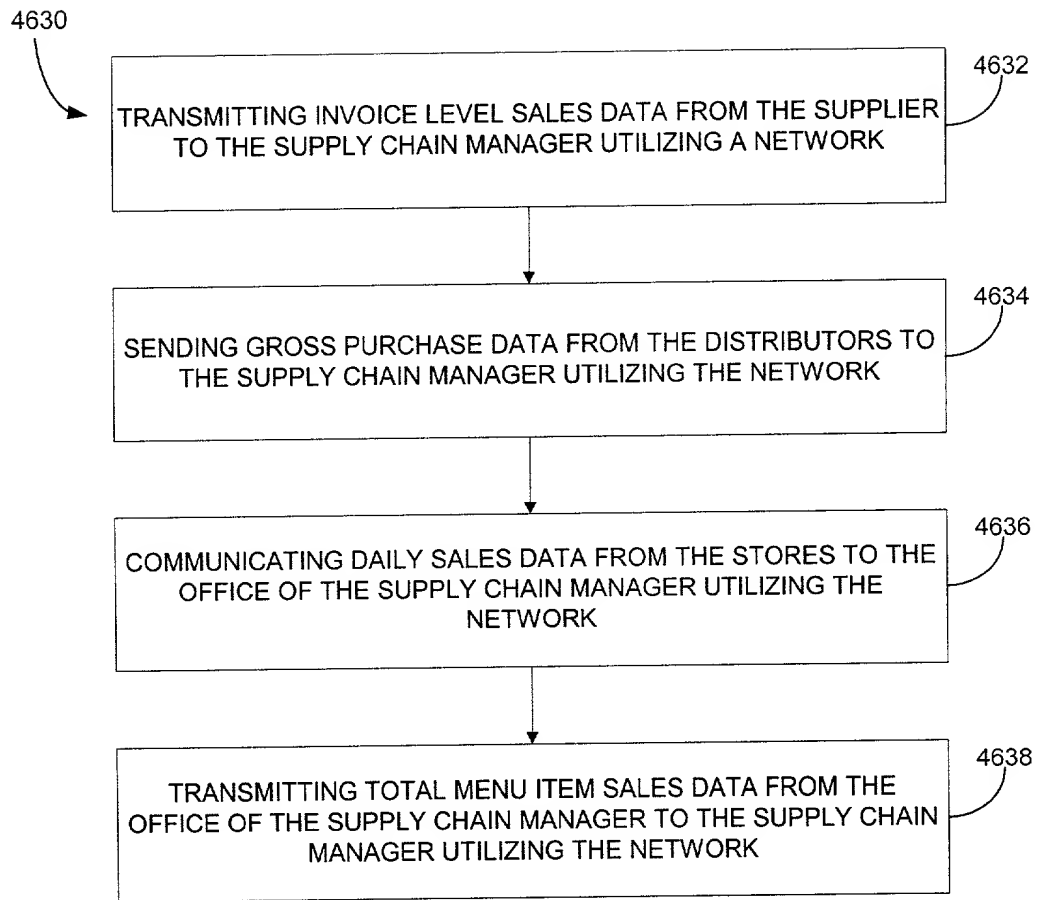 4630
4632
TRANSMITTING INVOICE LEVEL SALES DATA FROM THE SUPPLIER
TO THE SUPPLY CHAIN MANAGER UTILIZING A NETWORK
4634
SENDING GROSS PURCHASE DATA FROM THE DISTRIBUTORS TO
THE SUPPLY CHAIN MANAGER UTILIZING THE NETWORK
4636
COMMUNICATING DAILY SALES DATA FROM THE STORES TO THE
OFFICE OF THE SUPPLY CHAIN MANAGER UTILIZING THE
NETWORK
4638
TRANSMITTING TOTAL MENU ITEM SALES DATA FROM THE
OFFICE OF THE SUPPLY CHAIN MANAGER TO THE SUPPLY CHAIN
MANAGER UTILIZING THE NETWORK